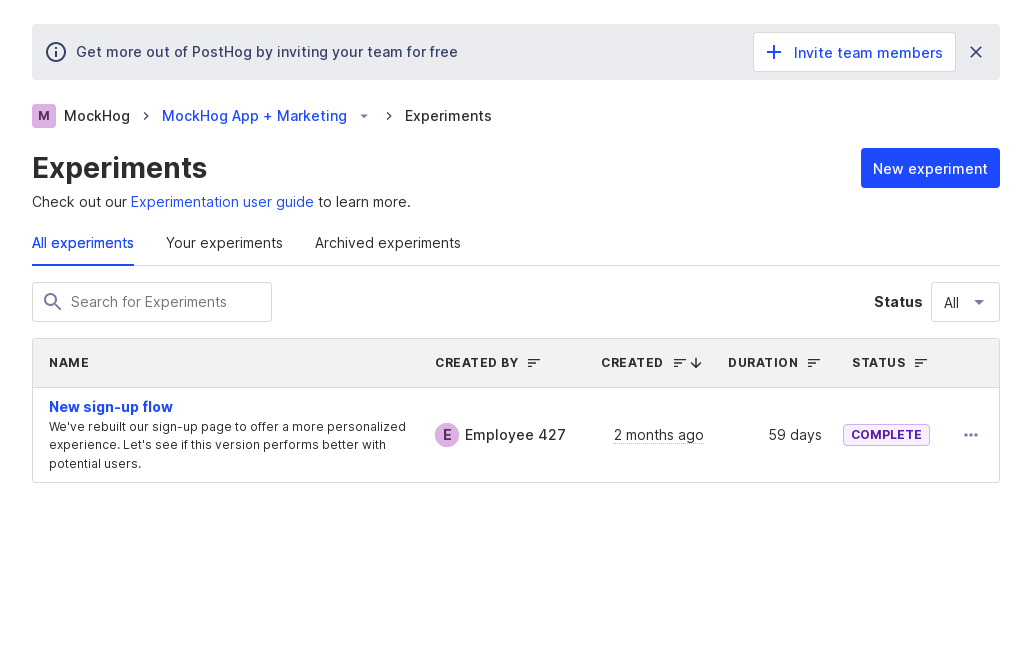 Get more out of PostHog by inviting your team for free
Invite team members
M MockHog MockHog App + Marketing Experiments
Experiments
New experiment
Check out our Experimentation user guide to learn more.
All experiments Your experiments Archived experiments
Search for Experiments
Status All
NAME CREATED BY CREATED DURATION STATUS
New sign-up flow
We've rebuilt our sign-up page to offer a more personalized
experience. Let's see if this version performs better with
potential users.
E Employee 427 2 months ago 59 days COMPLETE